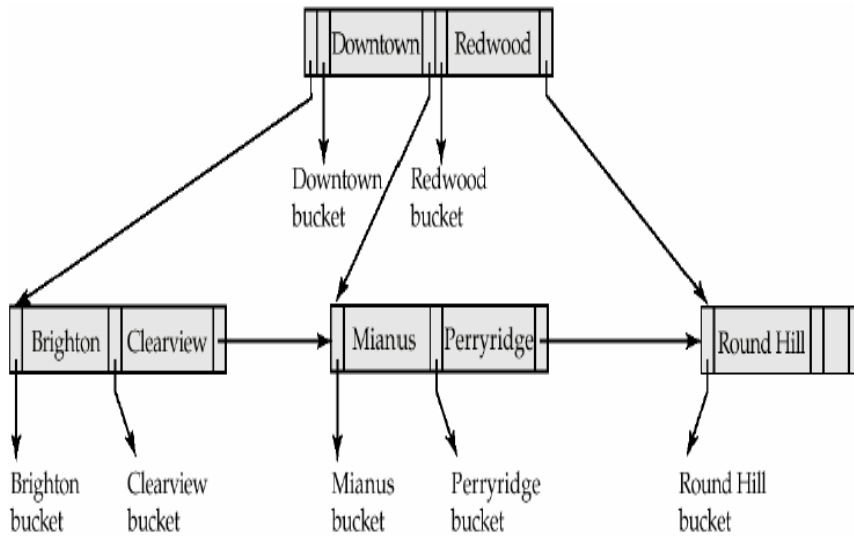 Downtown Redwood
Downtown
bucket
Redwood
bucket
Brighton Clearview
Mianus Perryridge
Round Hill
Brighton
bucket
Clearview
bucket
Mianus
bucket
Perryridge
bucket
Round Hill
bucket